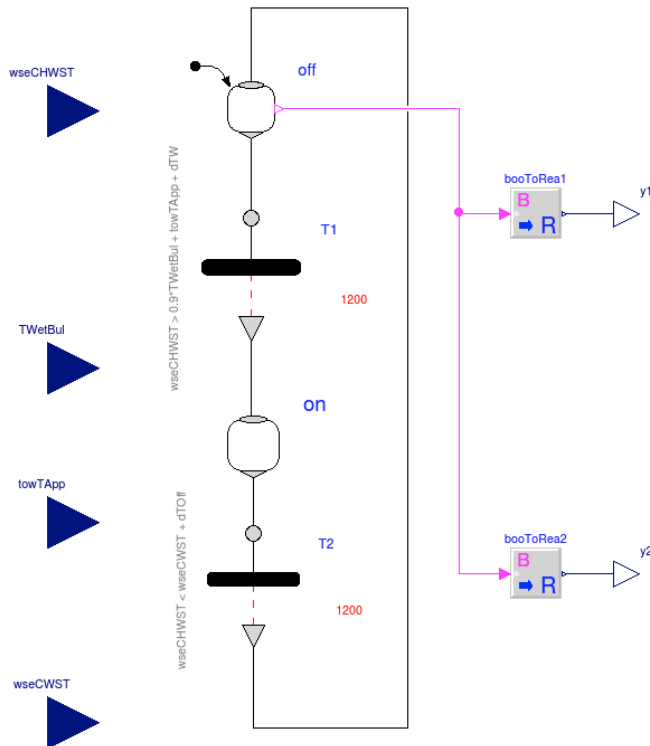 wseCHWST
off
booToRea1
y1
B
R
wseCHWST > 0.9*TWetBul + towTApp + dTW
T1
1200
TWetBul
on
towTApp
wseCHWST < wseCWST + dTOff
T2
booToRea2
y2
B
R
1200
wseCWST